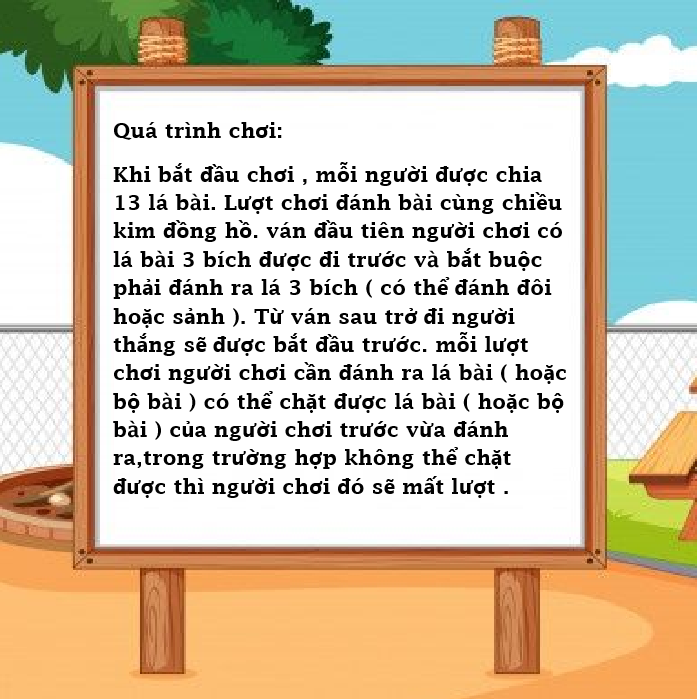 Quá trình chơi:
Khi bắt đầu chơi , mỗi người được chia
13 lá bài. Lượt chơi đánh bài cùng chiều
kim đồng hồ. ván đầu tiên người chơi có
lá bài 3 bích được đi trước và bắt buộc
phải đánh ra lá 3 bích ( có thể đánh đôi
hoặc sảnh ). Từ ván sau trở đi người
thắng sẽ được bắt đầu trước. mỗi lượt
chơi người chơi cần đánh ra lá bài ( hoặc
bộ bài ) có thể chặt được lá bài ( hoặc bộ
bài ) của người chơi trước vừa đánh
ra,trong trường hợp không thể chặt
được thì người chơi đó sẽ mất lượt .